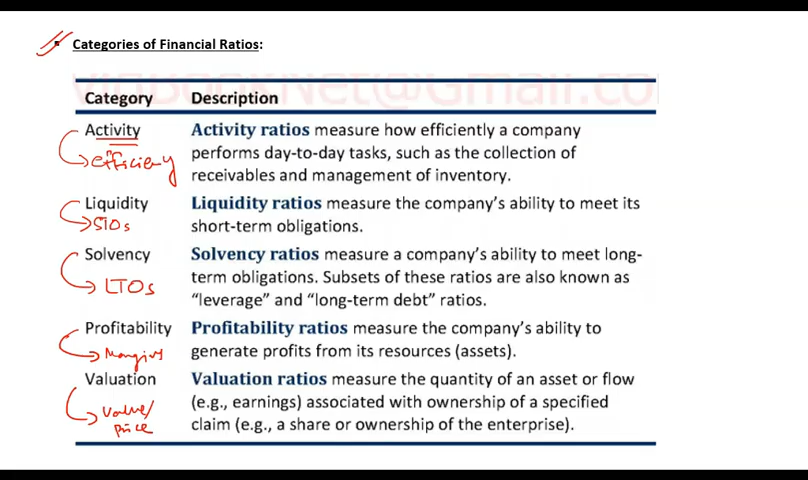 Categories of Financial Ratios:
vinBookNet@Gmail.co
Category Description
Activity Activity ratios measure how efficiently a company
efficiency performs day-to-day tasks, such as the collection of
receivables and management of inventory.
Liquidity Liquidity ratios measure the company's ability to meet its
STOs short-term obligations.
Solvency Solvency ratios measure a company's ability to meet long-
LTOs term obligations. Subsets of these ratios are also known as
"leverage" and "long-term debt" ratios.
Profitability Profitability ratios measure the company's ability to
Margins generate profits from its resources (assets).
Valuation Valuation ratios measure the quantity of an asset or flow
value/ (e.g., earnings) associated with ownership of a specified
price claim (e.g., a share or ownership of the enterprise).